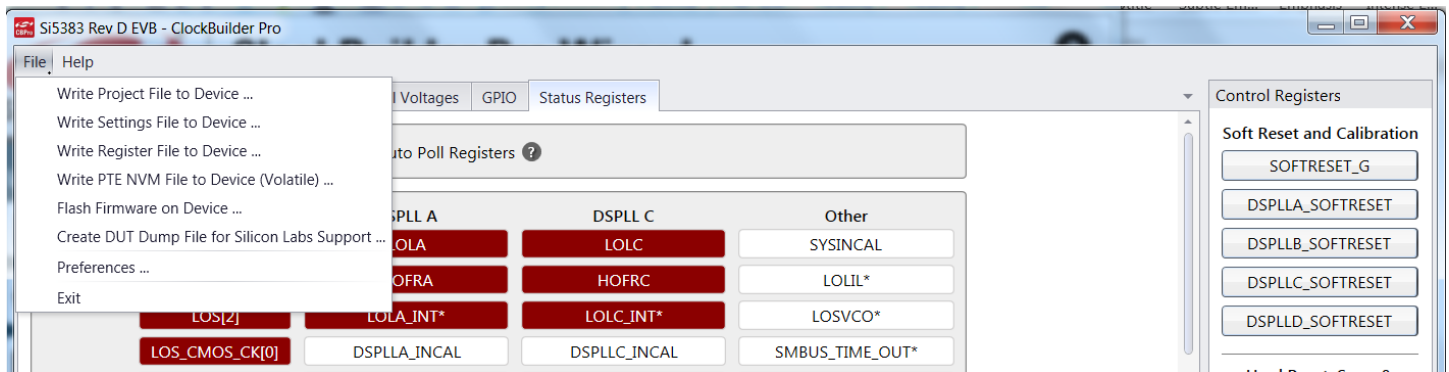 Si5383 Rev D EVB - ClockBuilder Pro
File Help
Write Project File to Device ...
Write Settings File to Device ...
Write Register File to Device ...
Write PTE NVM File to Device (Volatile) ...
Flash Firmware on Device ...
Create DUT Dump File for Silicon Labs Support ...
Preferences ...
Exit
l Voltages GPIO Status Registers
uto Poll Registers ?
SPLL A DSPLL C Other
OLA LOLC SYSINCAL
OFRA HOFRC LOLIL*
LOS[2] LOLA_INT* LOLC_INT* LOSVCO*
LOS_CMOS_CK[0] DSPLLA_INCAL DSPLLC_INCAL SMBUS_TIME_OUT*
Control Registers
Soft Reset and Calibration
SOFTRESET_G
DSPLLA_SOFTRESET
DSPLLB_SOFTRESET
DSPLLC_SOFTRESET
DSPLLD_SOFTRESET